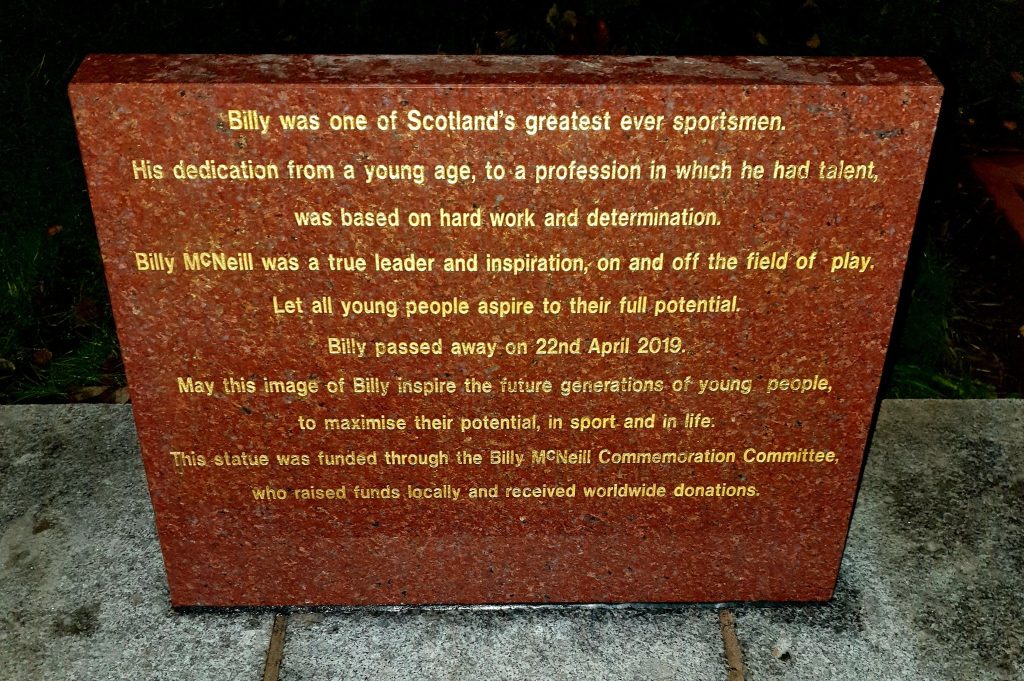 Billy was one of Scotland's greatest ever sportsmen.
His dedication from a young age, to a profession in which he had talent,
was based on hard work and determination.
Billy McNeill was a true leader and inspiration, on and off the field of play.
Let all young people aspire to their full potential.
Billy passed away on 22nd April 2019.
May this image of Billy inspire the future generations of young people,
to maximise their potential, in sport and in life.
This statue was funded through the Billy McNeill Commemoration Committee,
who raised funds locally and received worldwide donations.